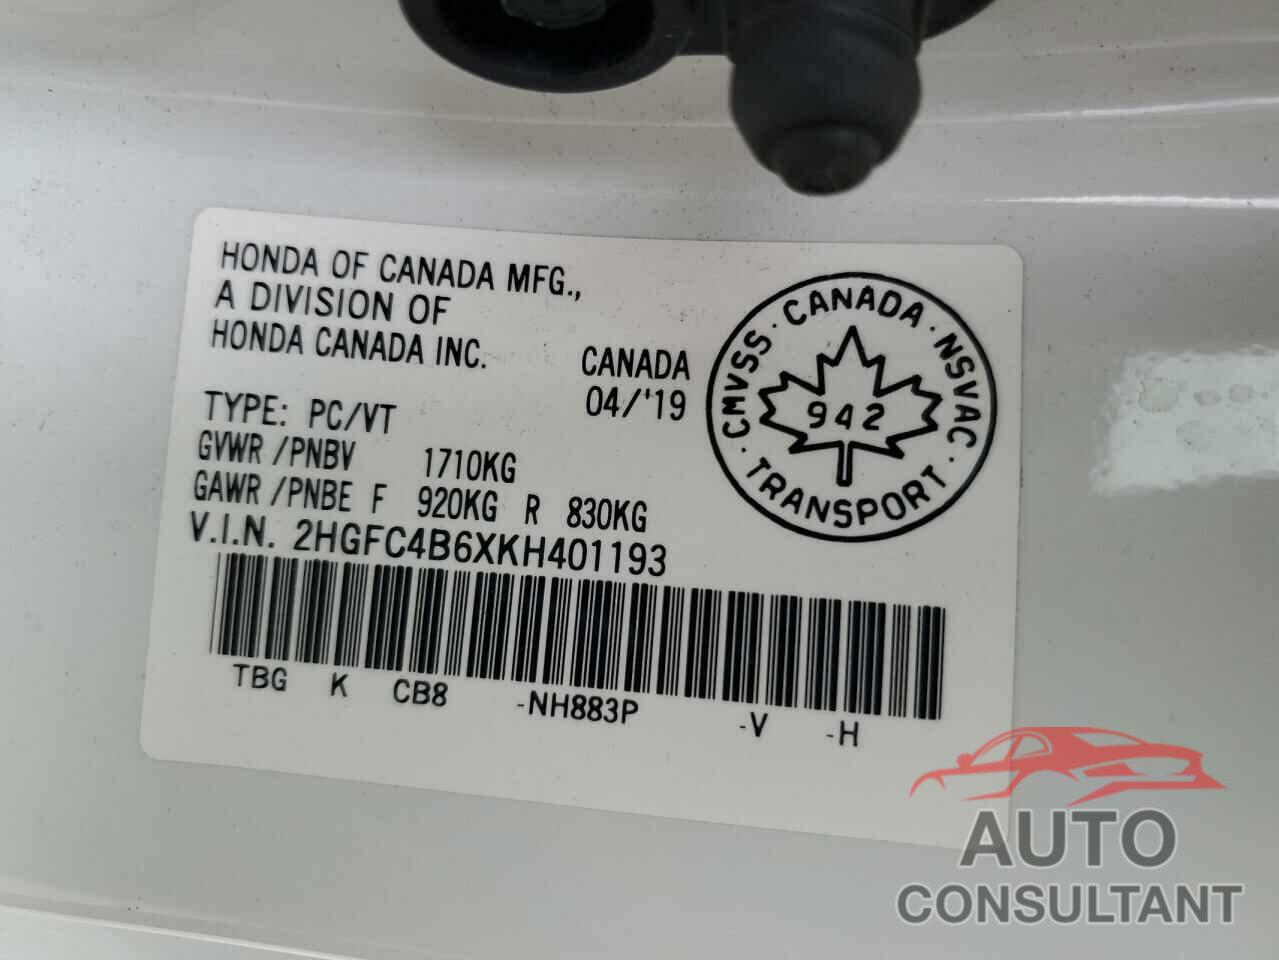 HONDA OF CANADA MFG.,
A DIVISION OF
HONDA CANADA INC.
CANADA
04/'19
TYPE: PC/VT
GVWR /PNBV 1710KG
GAWR /PNBE F 920KG R 830KG
V.I.N. 2HGFC4B6XKH401193
TBG K CB8 -NH883P -V -H
CMVSS · CANADA · NSVAC · TRANSPORT ·
942
AUTO
CONSULTANT